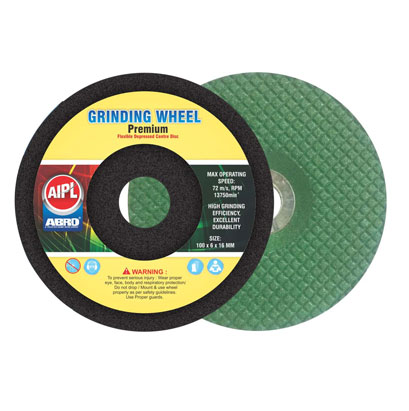 GRINDING WHEEL
Premium
Flexible Depressed Centre Disc
AIPL
ABRO
MAX OPERATING
SPEED:
72 m/s, RPM
13750min⁻
HIGH GRINDING
EFFICIENCY,
EXCELLENT
DURABILITY
SIZE:
100 x 6 x 16 MM
WARNING :
To prevent serious injury . Wear proper
eye, face, body and respiratory protection/
Do not drop / Mount & use wheel
property as per safety guidelines.
Use Proper guards.